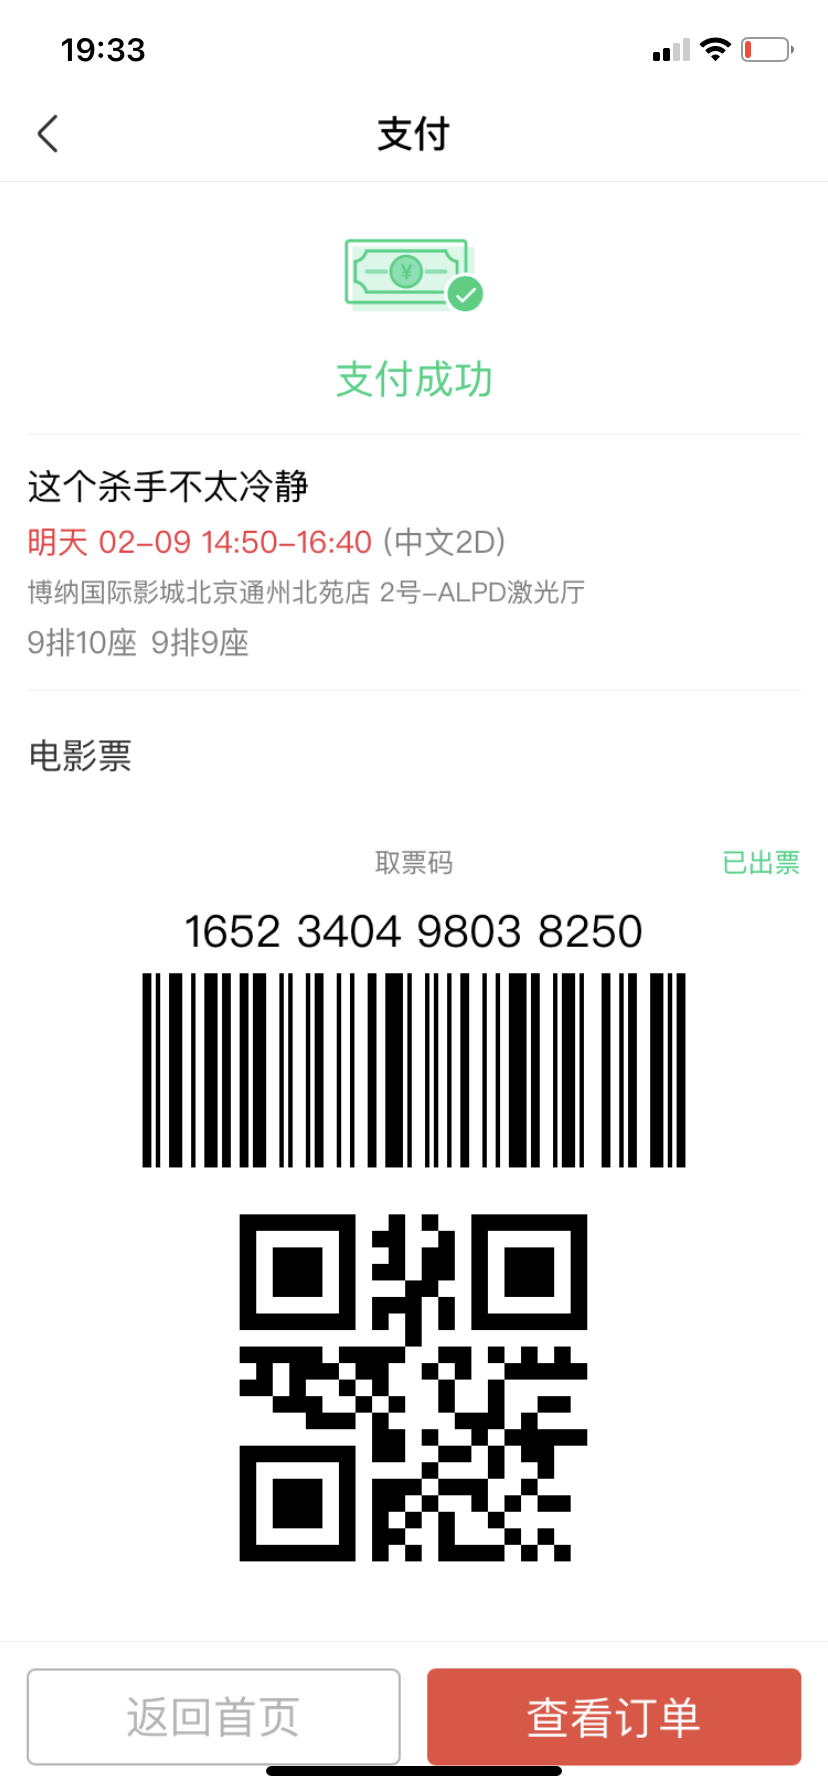 19:33
支付
¥
支付成功
这个杀手不太冷静
明天 02-09 14:50-16:40 (中文2D)
博纳国际影城北京通州北苑店 2号-ALPD激光厅
9排10座 9排9座
电影票
取票码 已出票
1652 3404 9803 8250
返回首页 查看订单